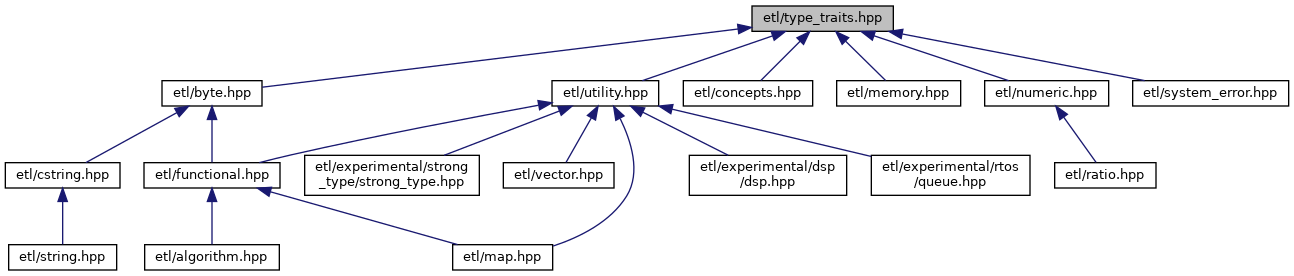 etl/type_traits.hpp
etl/byte.hpp
etl/utility.hpp
etl/concepts.hpp
etl/memory.hpp
etl/numeric.hpp
etl/system_error.hpp
etl/cstring.hpp
etl/functional.hpp
etl/experimental/strong
_type/strong_type.hpp
etl/vector.hpp
etl/experimental/dsp
/dsp.hpp
etl/experimental/rtos
/queue.hpp
etl/ratio.hpp
etl/string.hpp
etl/algorithm.hpp
etl/map.hpp